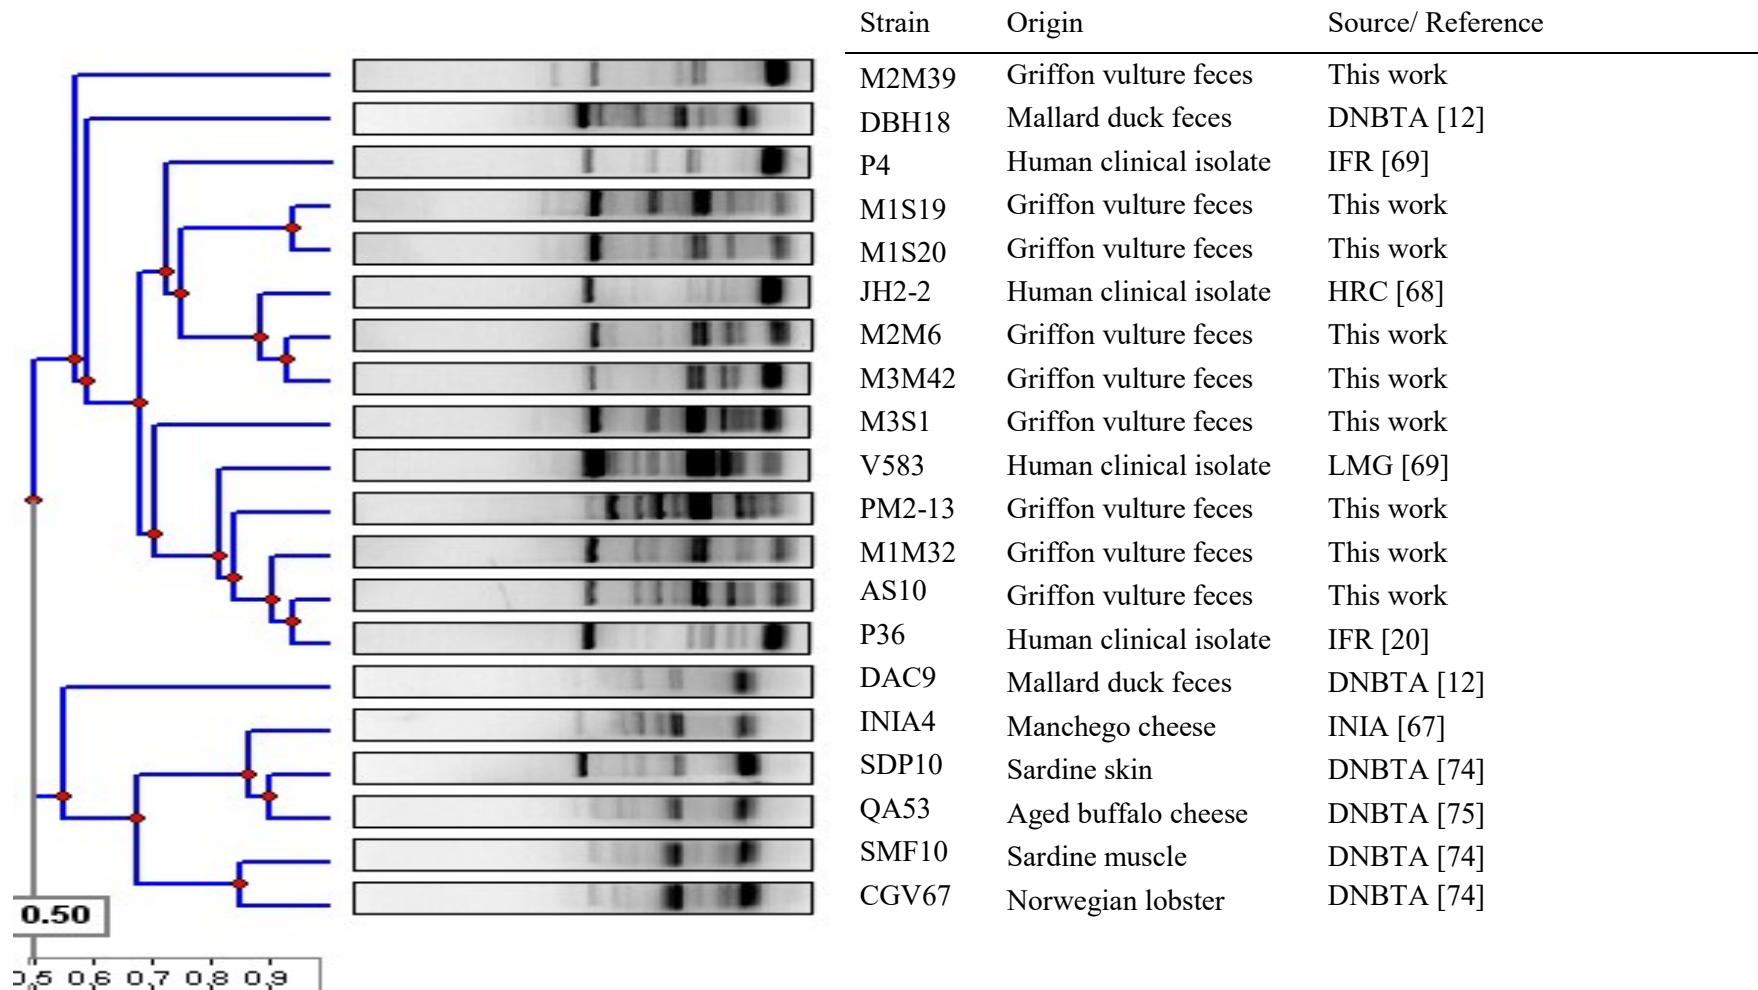 Strain Origin Source/ Reference
M2M39 Griffon vulture feces This work
DBH18 Mallard duck feces DNBTA [12]
P4 Human clinical isolate IFR [69]
M1S19 Griffon vulture feces This work
M1S20 Griffon vulture feces This work
JH2-2 Human clinical isolate HRC [68]
M2M6 Griffon vulture feces This work
M3M42 Griffon vulture feces This work
M3S1 Griffon vulture feces This work
V583 Human clinical isolate LMG [69]
PM2-13 Griffon vulture feces This work
M1M32 Griffon vulture feces This work
AS10 Griffon vulture feces This work
P36 Human clinical isolate IFR [20]
DAC9 Mallard duck feces DNBTA [12]
INIA4 Manchego cheese INIA [67]
SDP10 Sardine skin DNBTA [74]
QA53 Aged buffalo cheese DNBTA [75]
SMF10 Sardine muscle DNBTA [74]
CGV67 Norwegian lobster DNBTA [74]
0.50
0,5 0,6 0,7 0,8 0,9